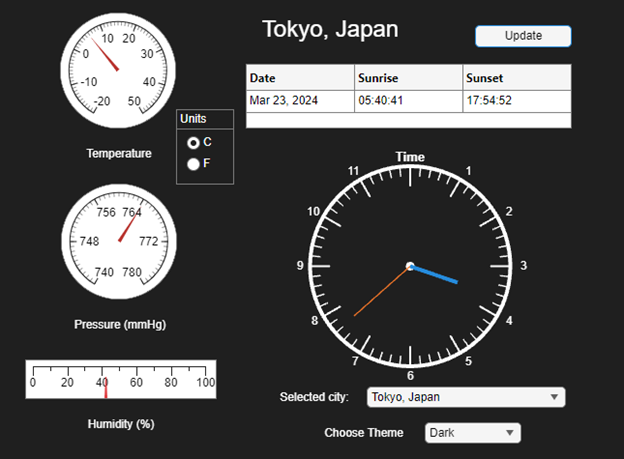 Tokyo, Japan
Update
Date Sunrise Sunset
Mar 23, 2024 05:40:41 17:54:52
-20 -10 0 10 20 30 40 50
Temperature
Units
C
F
740 748 756 764 772 780
Pressure (mmHg)
0 20 40 60 80 100
Humidity (%)
Time
1 2 3 4 5 6 7 8 9 10 11
Selected city: Tokyo, Japan
Choose Theme Dark